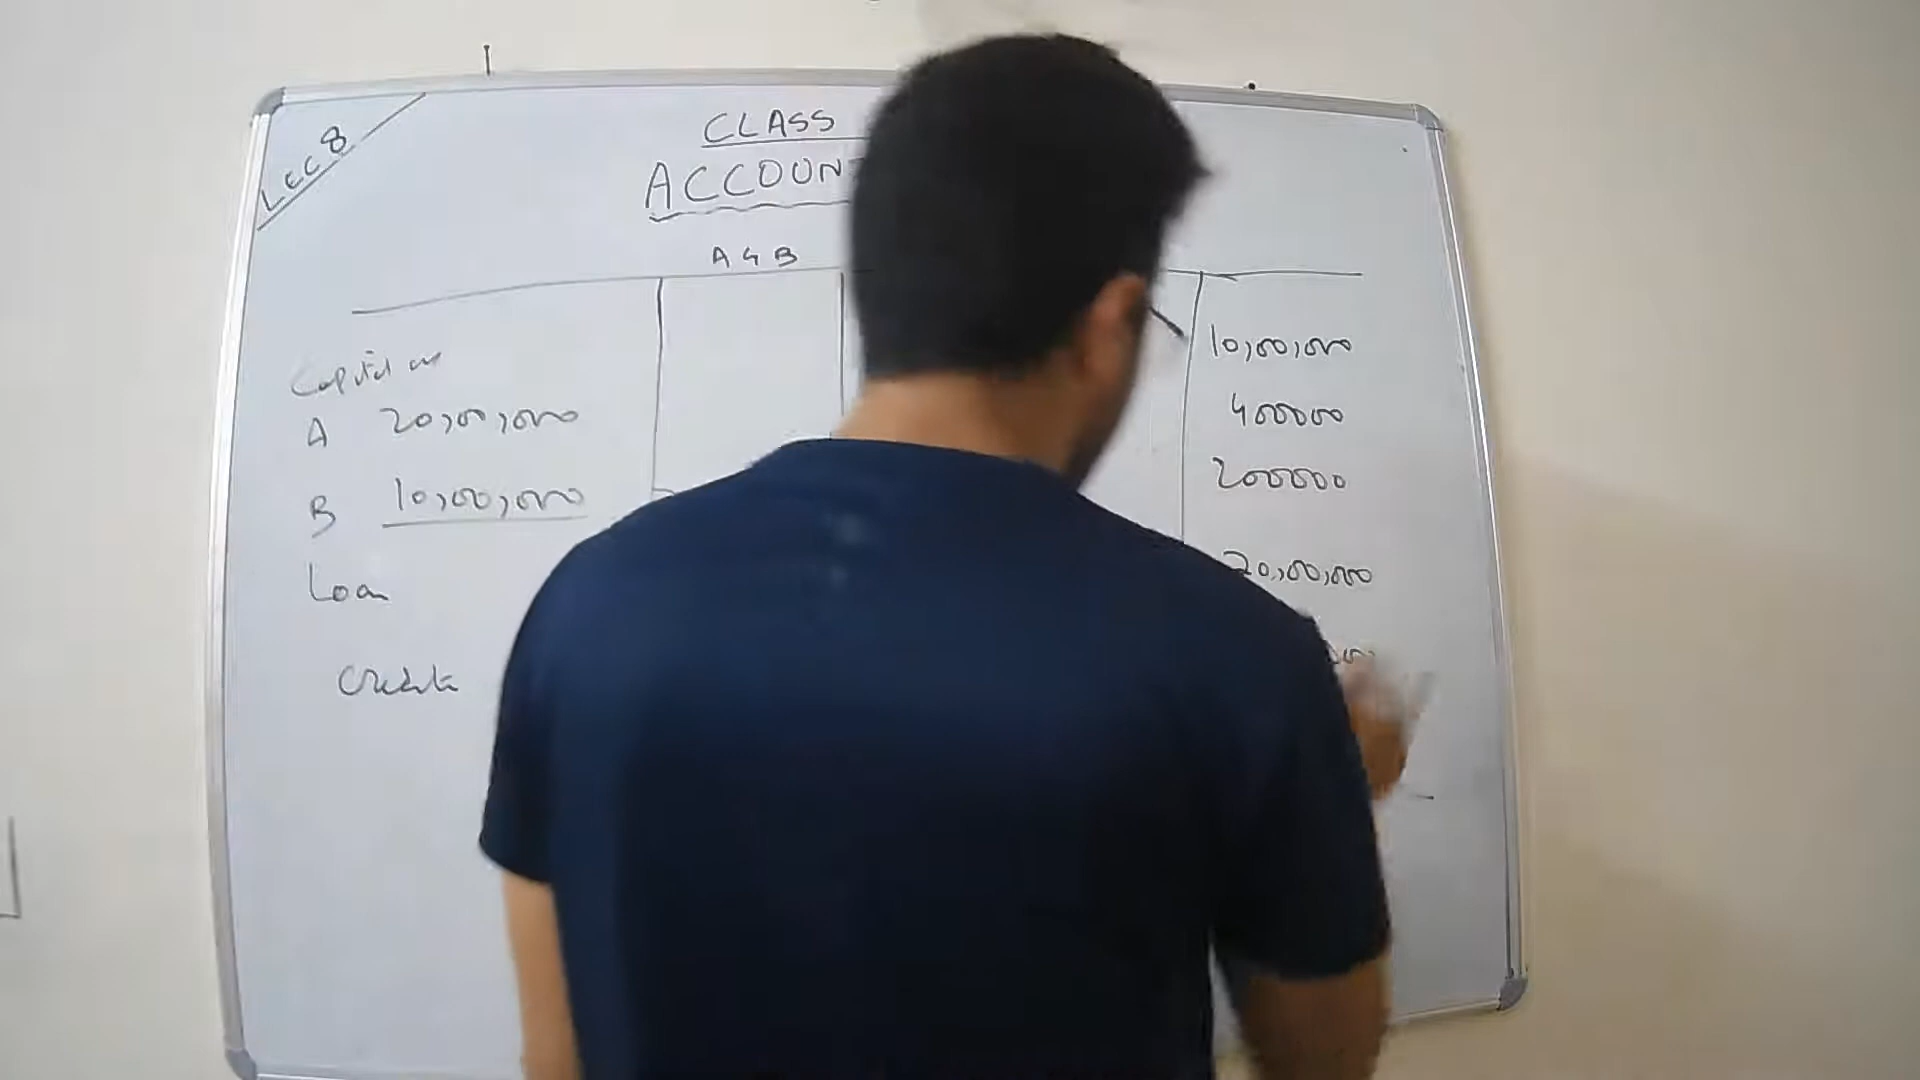 LEC 8
CLASS
ACCOUN
A & B
Capital a/c
A 20,00,000
B 10,00,000
Loan
Credit
10,00,000
400000
200000
20,00,000